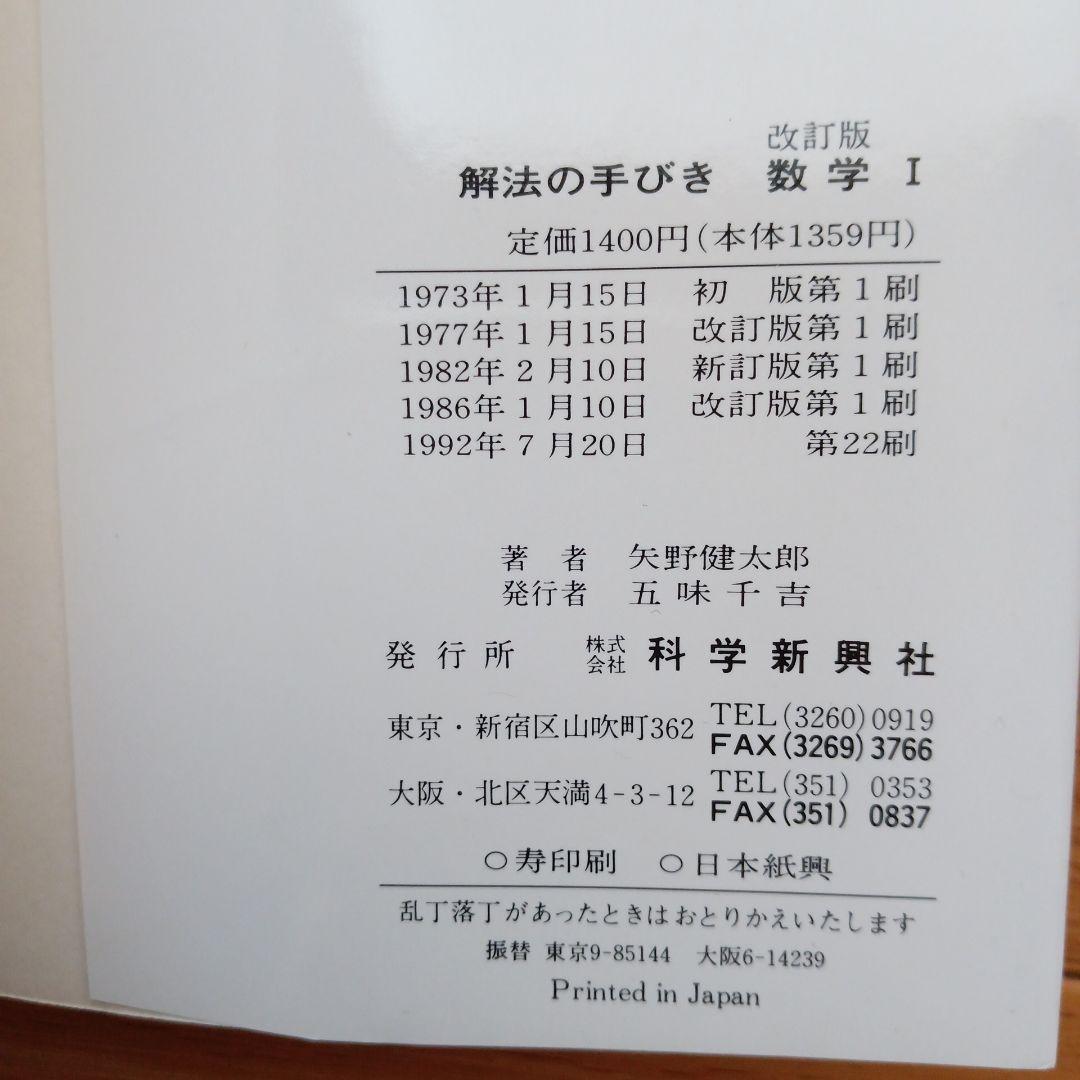 改訂版
解法の手びき 数学 I
定価1400円(本体1359円)
1973年 1 月15日 初 版第 1 刷
1977年 1 月15日 改訂版第 1 刷
1982年 2 月10日 新訂版第 1 刷
1986年 1 月10日 改訂版第 1 刷
1992年 7 月20日 第22刷
著 者 矢野健太郎
発行者 五味千吉
発行所 株式会社 科学新興社
東京・新宿区山吹町362 TEL(3260)0919
FAX(3269)3766
大阪・北区天満4-3-12 TEL(351) 0353
FAX(351) 0837
○寿印刷 ○日本紙興
乱丁落丁があったときはおとりかえいたします
振替 東京9-85144 大阪6-14239
Printed in Japan